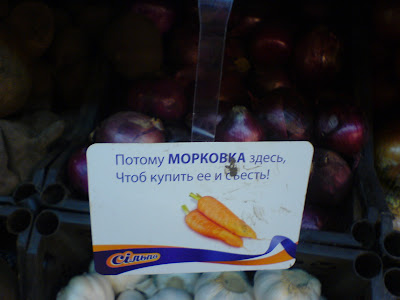 Потому МОРКОВКА здесь,
Чтоб купить ее и съесть!
Сільпо